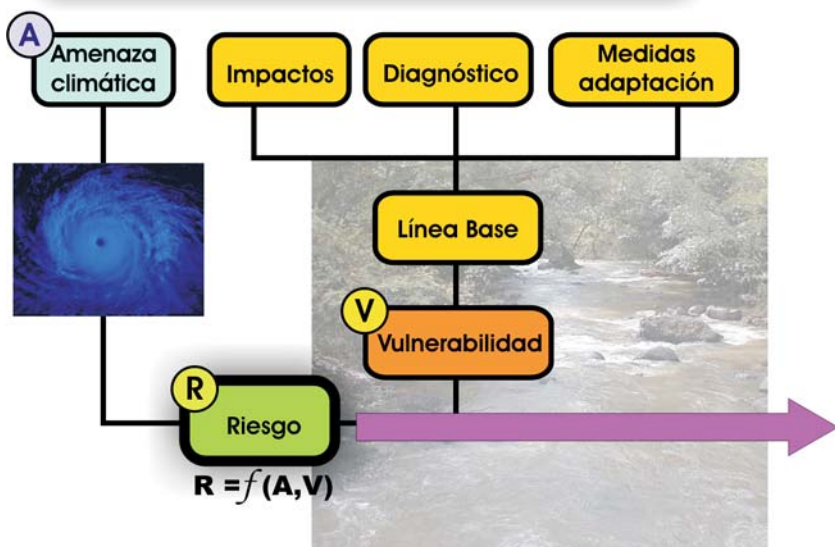 A
Amenaza
climática
Impactos
Diagnóstico
Medidas
adaptación
Línea Base
V
Vulnerabilidad
R
Riesgo
R = f (A,V)